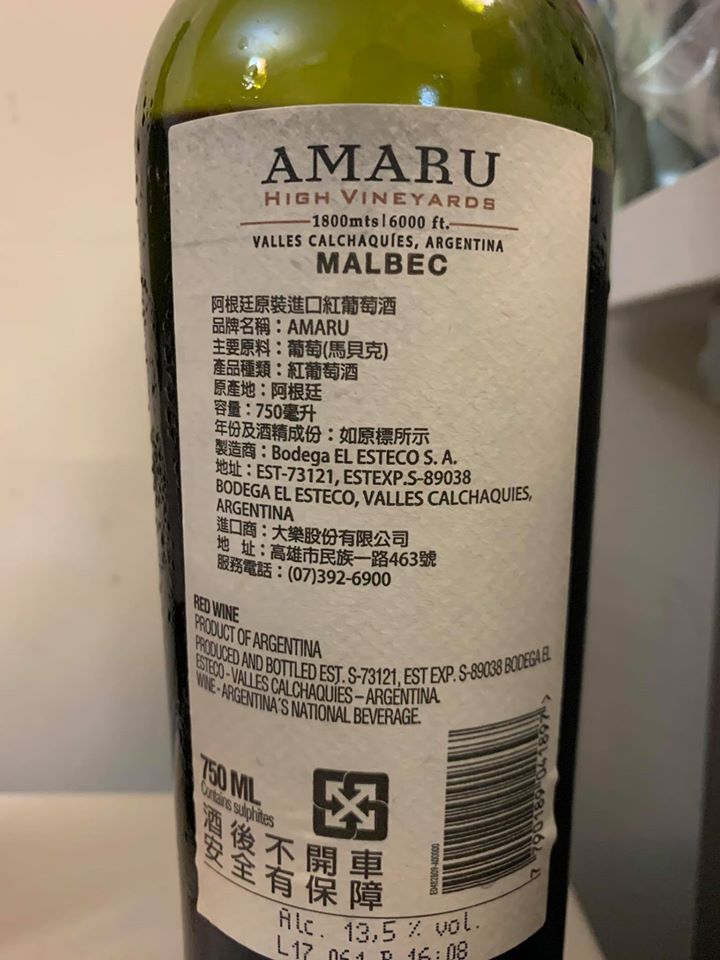 AMARU
HIGH VINEYARDS
1800mts|6000 ft.
VALLES CALCHAQUÍES, ARGENTINA
MALBEC
阿根廷原裝進口紅葡萄酒
品牌名稱：AMARU
主要原料：葡萄(馬貝克)
產品種類：紅葡萄酒
原產地：阿根廷
容量：750毫升
年份及酒精成份：如原標所示
製造商：Bodega EL ESTECO S. A.
地址：EST-73121, ESTEXP.S-89038
BODEGA EL ESTECO, VALLES CALCHAQUIES,
ARGENTINA
進口商：大樂股份有限公司
地 址：高雄市民族一路463號
服務電話：(07)392-6900
RED WINE
PRODUCT OF ARGENTINA
PRODUCED AND BOTTLED EST. S-73121, EST EXP. S-89038 BODEGA EL
ESTECO - VALLES CALCHAQUÍES – ARGENTINA.
WINE - ARGENTINA´S NATIONAL BEVERAGE.
750 ML
Contains sulphites
酒後不開車
安全有保障
7 790189 041897 >
Alc. 13,5 % vol.
L17 061 16:08